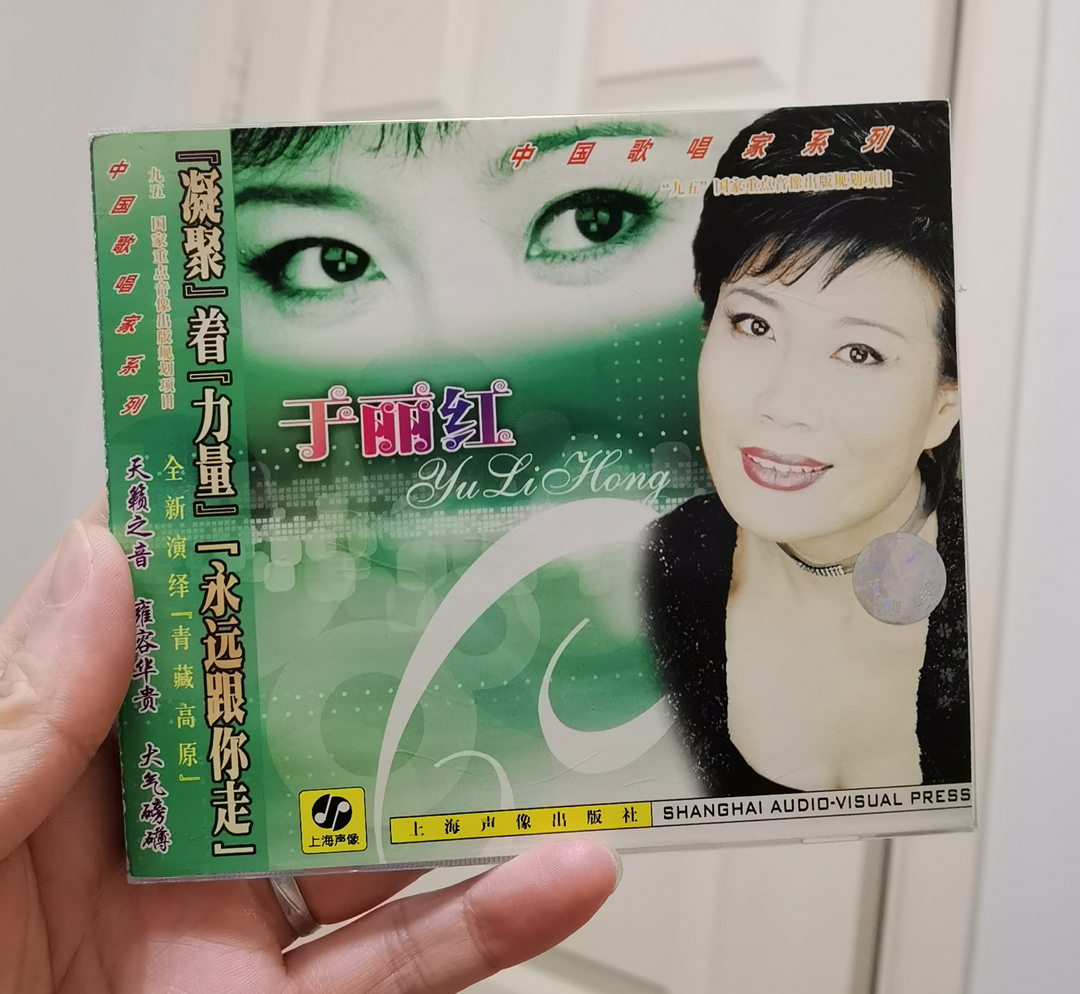 中国歌唱家系列
九五 国家重点音像出版规划项目
『凝聚』着『力量』『永远跟你走』
全新演绎『青藏高原』
天籁之音 雍容华贵 大气磅礴
中国歌唱家系列
“九五”国家重点音像出版规划项目
于丽红
Yu Li Hong
上海声像
上海声像出版社
SHANGHAI AUDIO-VISUAL PRESS